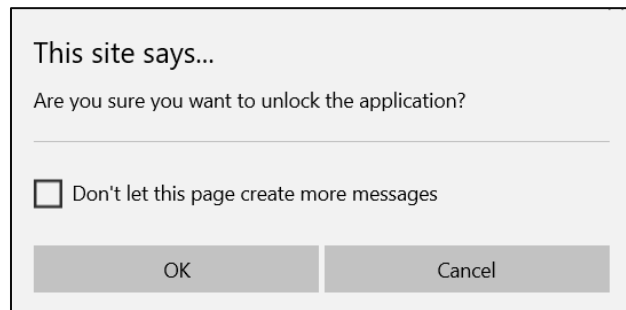 This site says...
Are you sure you want to unlock the application?
Don't let this page create more messages
OK
Cancel